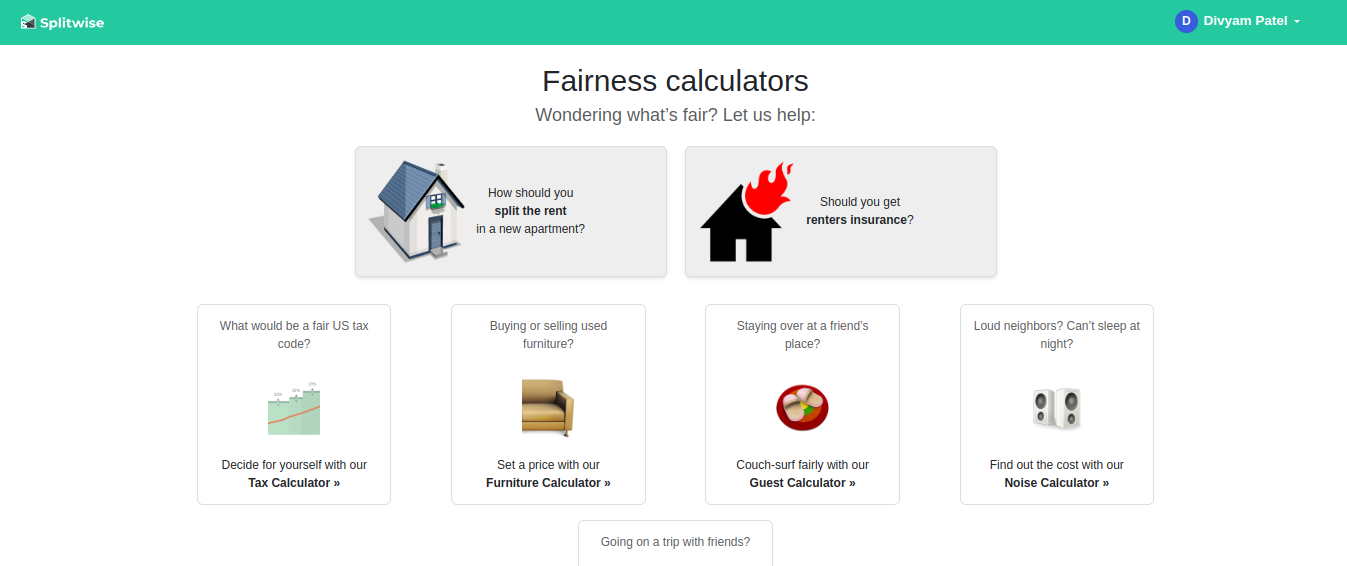 Splitwise
D Divyam Patel
Fairness calculators
Wondering what’s fair? Let us help:
How should you
split the rent
in a new apartment?
Should you get
renters insurance?
What would be a fair US tax
code?
Decide for yourself with our
Tax Calculator »
Buying or selling used
furniture?
Set a price with our
Furniture Calculator »
Staying over at a friend’s
place?
Couch-surf fairly with our
Guest Calculator »
Loud neighbors? Can’t sleep at
night?
Find out the cost with our
Noise Calculator »
Going on a trip with friends?